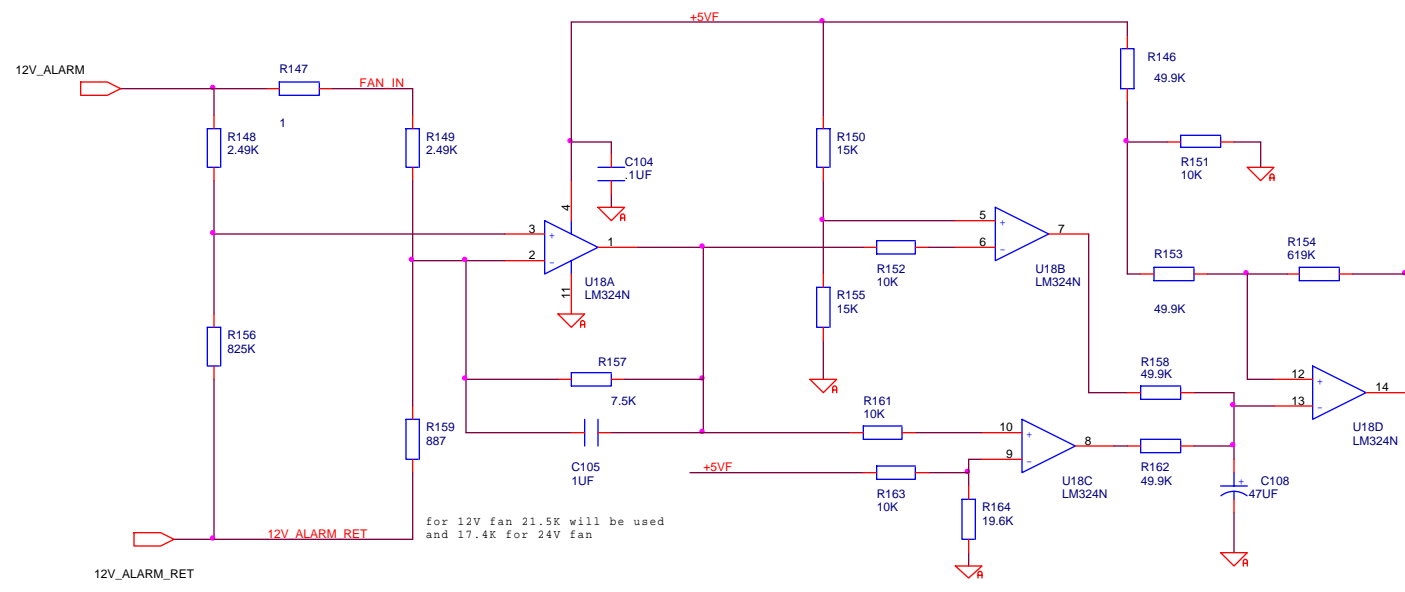 +5VF
12V_ALARM
R147
1
FAN_IN
R146
49.9K
R148
2.49K
R149
2.49K
C104
.1UF
R150
15K
R151
10K
4
3
+
2
−
1
11
U18A
LM324N
A
A
A
5
+
6
−
7
U18B
LM324N
R152
10K
R153
49.9K
R154
619K
R155
15K
A
R156
825K
R157
7.5K
R158
49.9K
12
+
13
−
14
U18D
LM324N
R159
887
R161
10K
C105
1UF
10
+
9
−
8
U18C
LM324N
R162
49.9K
+5VF
R163
10K
R164
19.6K
+
C108
47UF
A
A
12V_ALARM_RET
for 12V fan 21.5K will be used
and 17.4K for 24V fan
12V_ALARM_RET